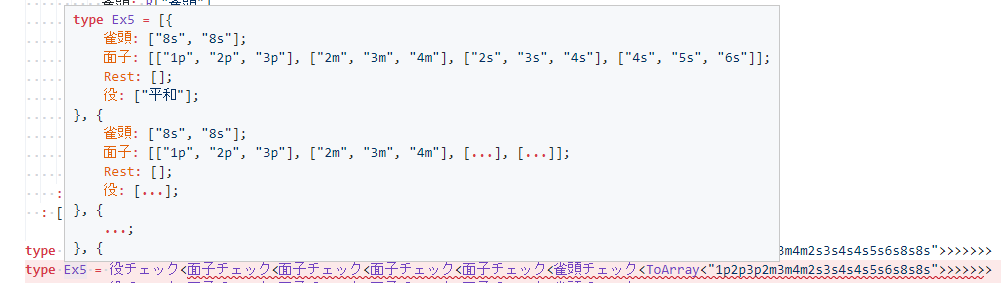 雀頭: R["雀頭"]
type Ex5 = [{
雀頭: ["8s", "8s"];
面子: [["1p", "2p", "3p"], ["2m", "3m", "4m"], ["2s", "3s", "4s"], ["4s", "5s", "6s"]];
Rest: [];
役: ["平和"];
}, {
雀頭: ["8s", "8s"];
面子: [["1p", "2p", "3p"], ["2m", "3m", "4m"], [...], [...]];
Rest: [];
役: [...];
}, {
...;
}, {
:
: [
type 3m4m2s3s4s4s5s6s8s8s">>>>>>>
type Ex5 = 役チェック<面子チェック<面子チェック<面子チェック<面子チェック<雀頭チェック<ToArray<"1p2p3p2m3m4m2s3s4s4s5s6s8s8s">>>>>>>